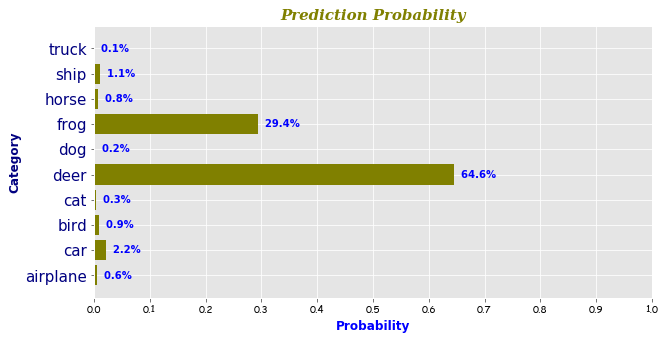 Prediction Probability
truck 0.1%
ship 1.1%
horse 0.8%
frog 29.4%
dog 0.2%
deer 64.6%
cat 0.3%
bird 0.9%
car 2.2%
airplane 0.6%
Category
0.0 0.1 0.2 0.3 0.4 0.5 0.6 0.7 0.8 0.9 1.0
Probability